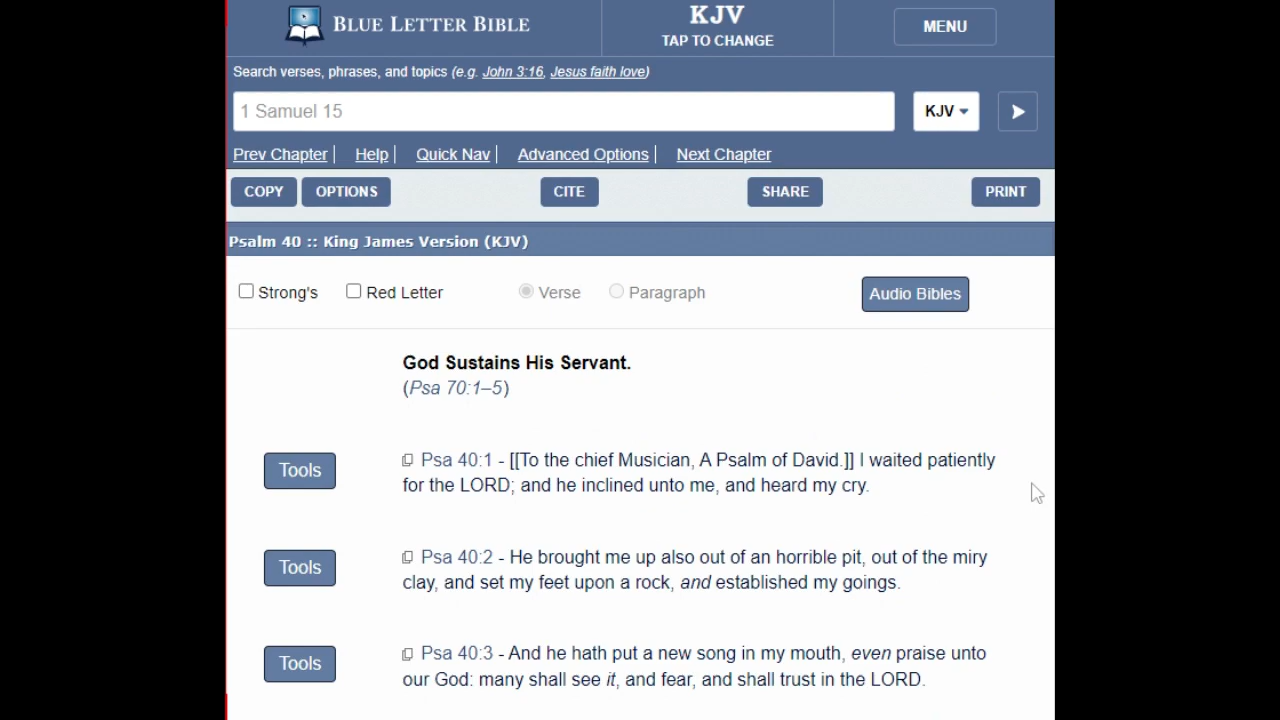 BLUE LETTER BIBLE
KJV
TAP TO CHANGE
MENU
Search verses, phrases, and topics (e.g. John 3:16, Jesus faith love)
1 Samuel 15
KJV
Prev Chapter | Help | Quick Nav | Advanced Options | Next Chapter
COPY OPTIONS CITE SHARE PRINT
Psalm 40 :: King James Version (KJV)
Strong's Red Letter Verse Paragraph Audio Bibles
God Sustains His Servant.
(Psa 70:1–5)
Tools
Psa 40:1 - [[To the chief Musician, A Psalm of David.]] I waited patiently
for the LORD; and he inclined unto me, and heard my cry.
Tools
Psa 40:2 - He brought me up also out of an horrible pit, out of the miry
clay, and set my feet upon a rock, and established my goings.
Tools
Psa 40:3 - And he hath put a new song in my mouth, even praise unto
our God: many shall see it, and fear, and shall trust in the LORD.